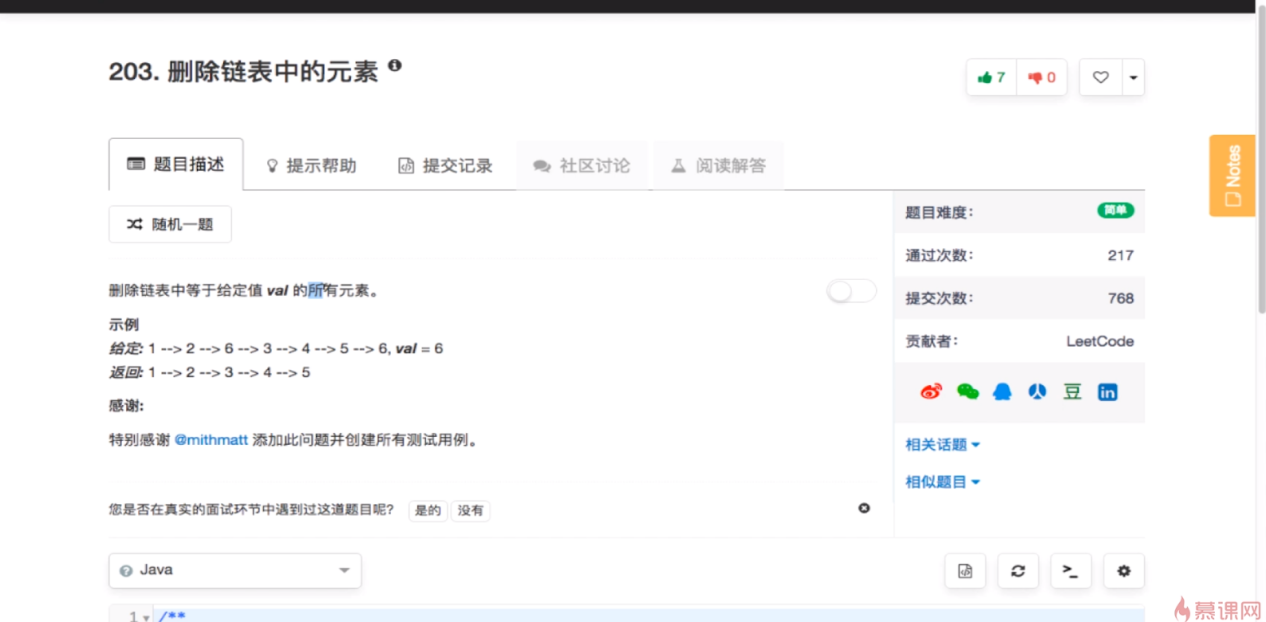 203. 删除链表中的元素
7
0
题目描述
提示帮助
提交记录
社区讨论
阅读解答
Notes
随机一题
题目难度:
简单
通过次数:
217
删除链表中等于给定值 val 的所有元素。
提交次数:
768
示例
给定: 1 --> 2 --> 6 --> 3 --> 4 --> 5 --> 6, val = 6
贡献者:
LeetCode
返回: 1 --> 2 --> 3 --> 4 --> 5
豆
in
感谢:
特别感谢 @mithmatt 添加此问题并创建所有测试用例。
相关话题
相似题目
您是否在真实的面试环节中遇到过这道题目呢?
是的
没有
Java
>_
1
/**
慕课网